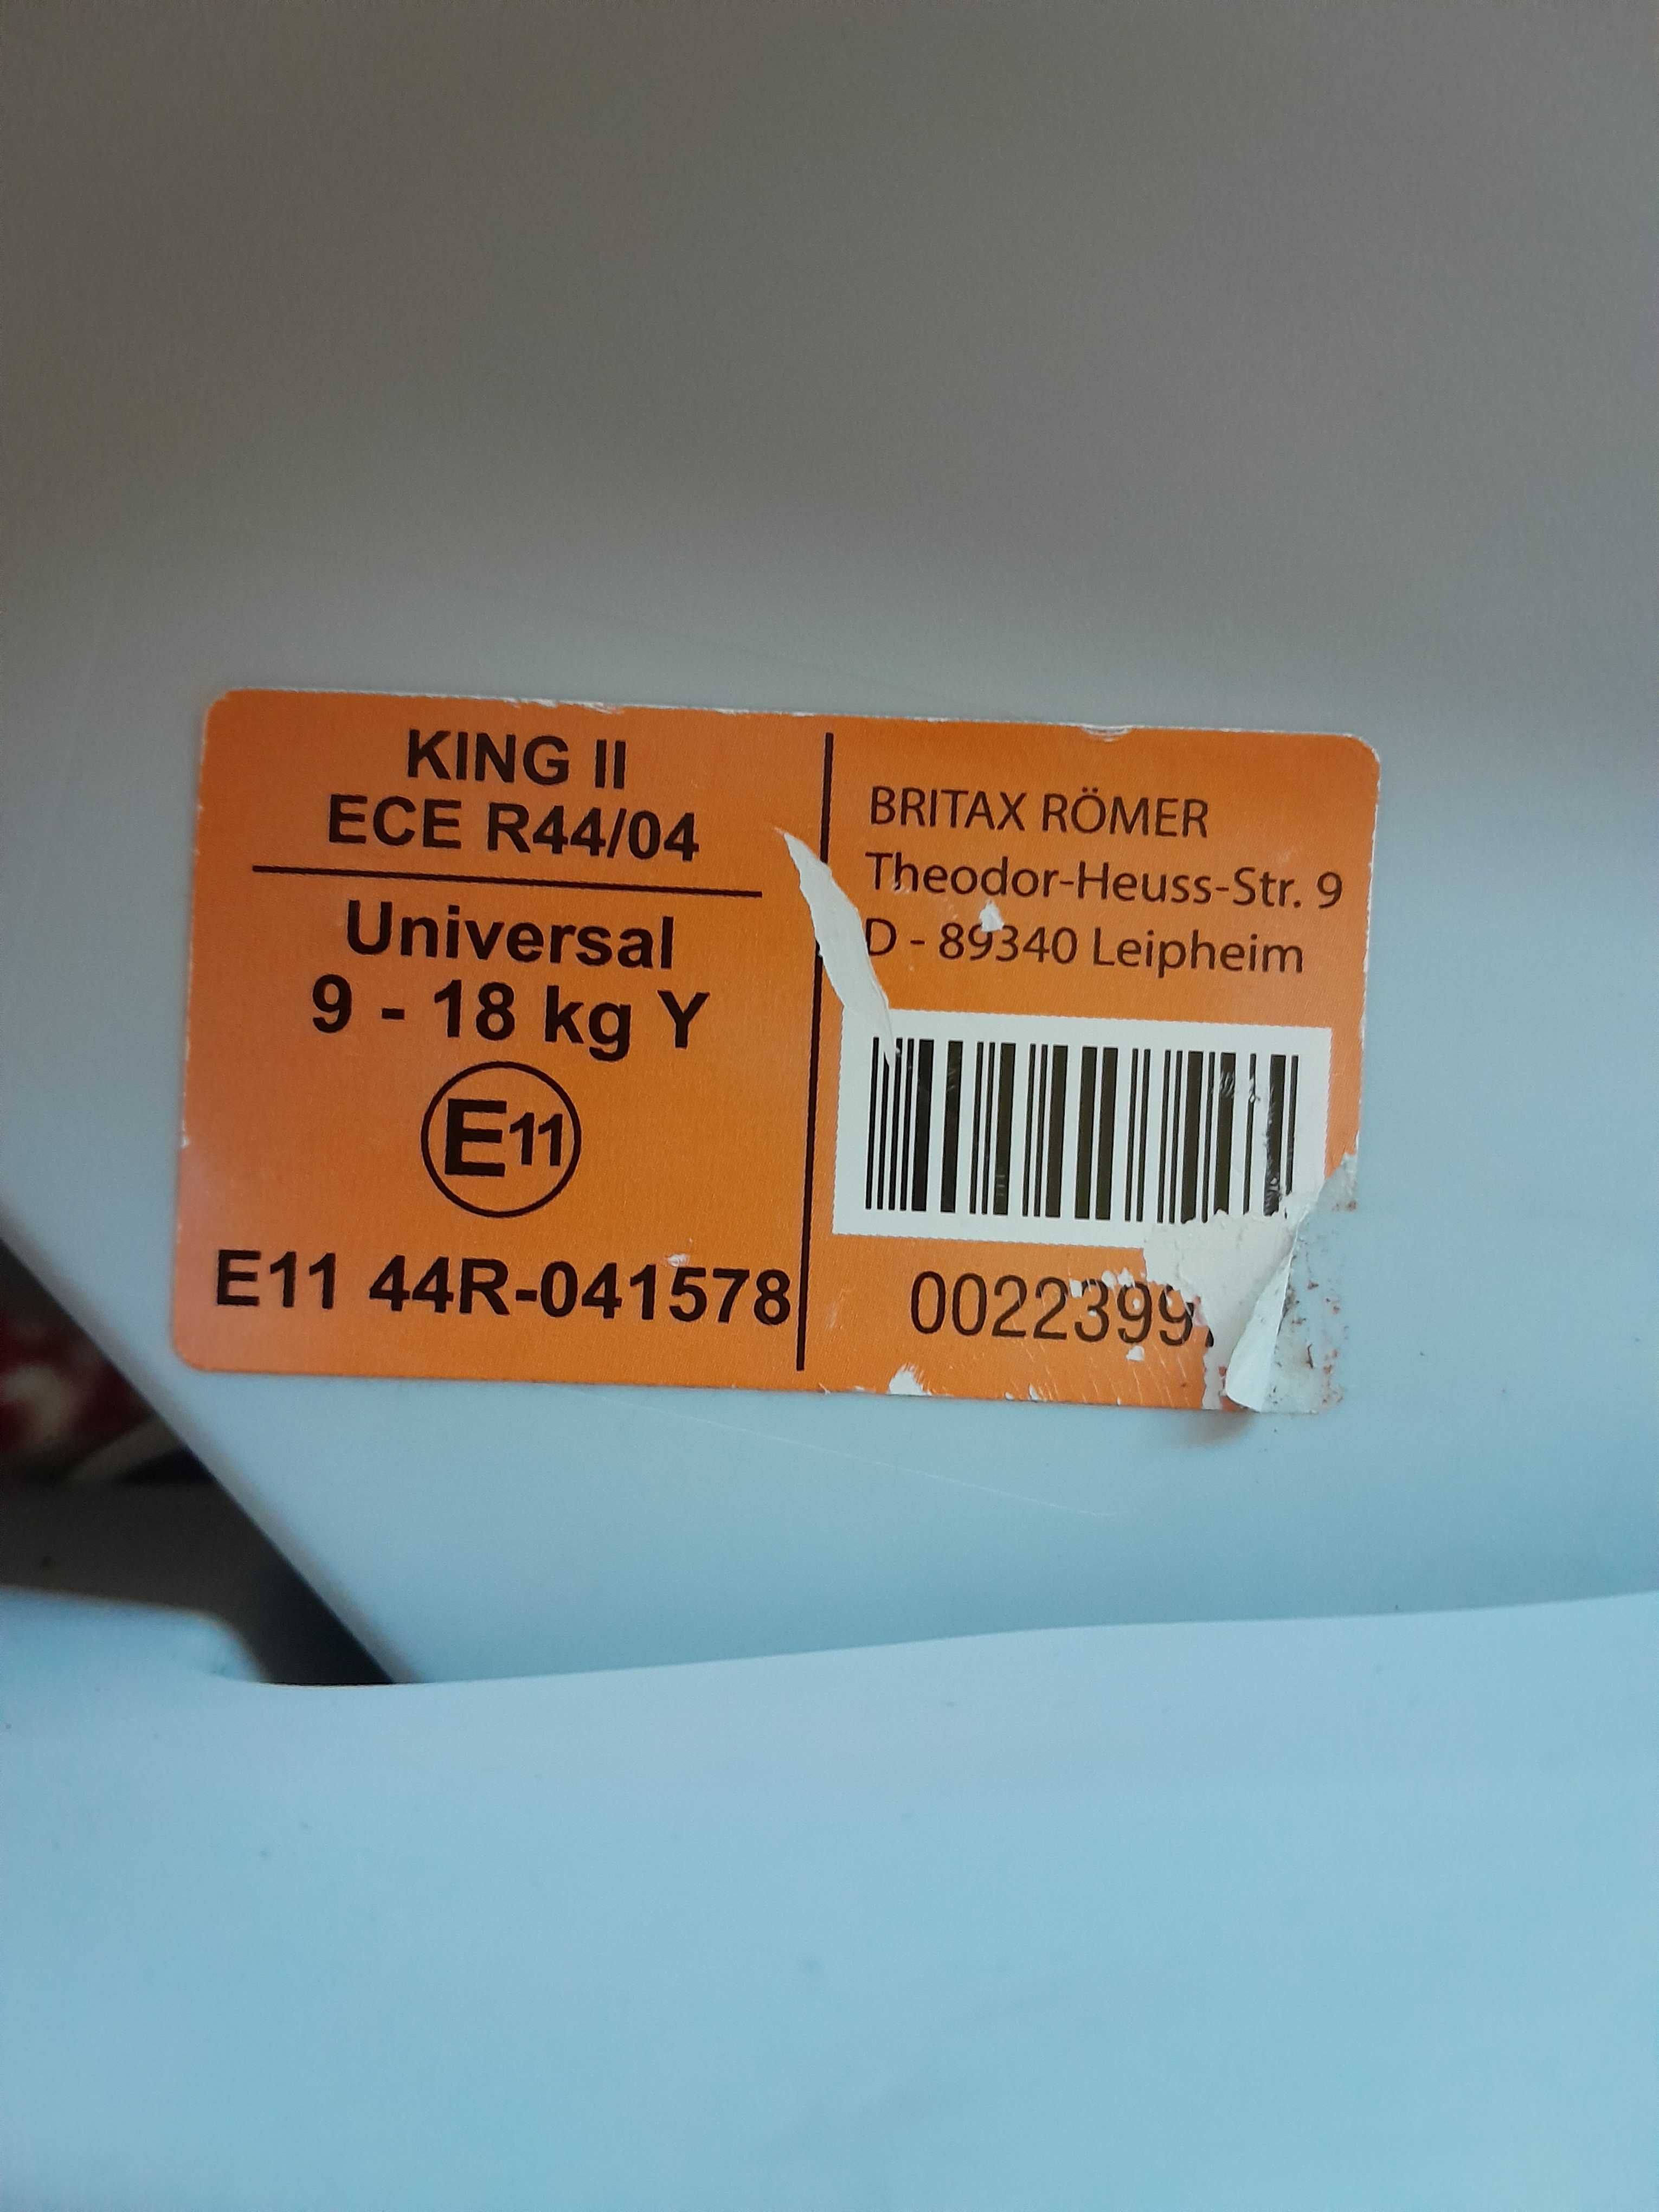 KING II
ECE R44/04
Universal
9 - 18 kg Y
E11
E11 44R-041578
BRITAX RÖMER
Theodor-Heuss-Str. 9
D - 89340 Leipheim